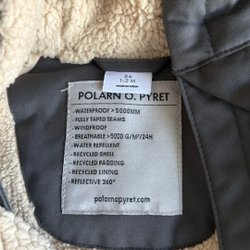 86
1-2 M
POLARN O. PYRET
- WATERPROOF > 5000MM
- FULLY TAPED SEAMS
- WINDPROOF
- BREATHABLE >5000 G/M²/24H
- WATER REPELLENT
- RECYCLED SHELL
- RECYCLED PADDING
- RECYCLED LINING
- REFLECTIVE 360°
polarnopyret.com